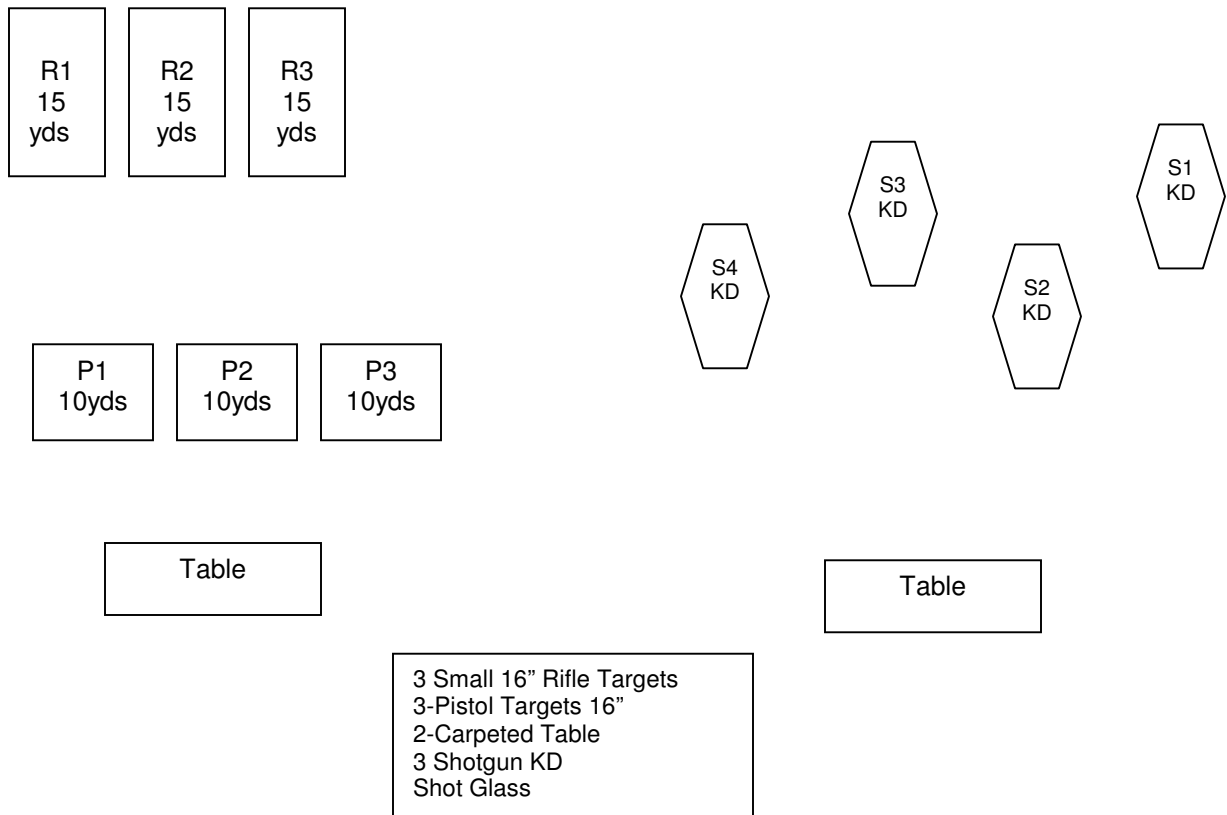 R1
15
yds
R2
15
yds
R3
15
yds
S1
KD
S3
KD
S4
KD
S2
KD
P1
10yds
P2
10yds
P3
10yds
Table
Table
3 Small 16” Rifle Targets
3-Pistol Targets 16”
2-Carpeted Table
3 Shotgun KD
Shot Glass